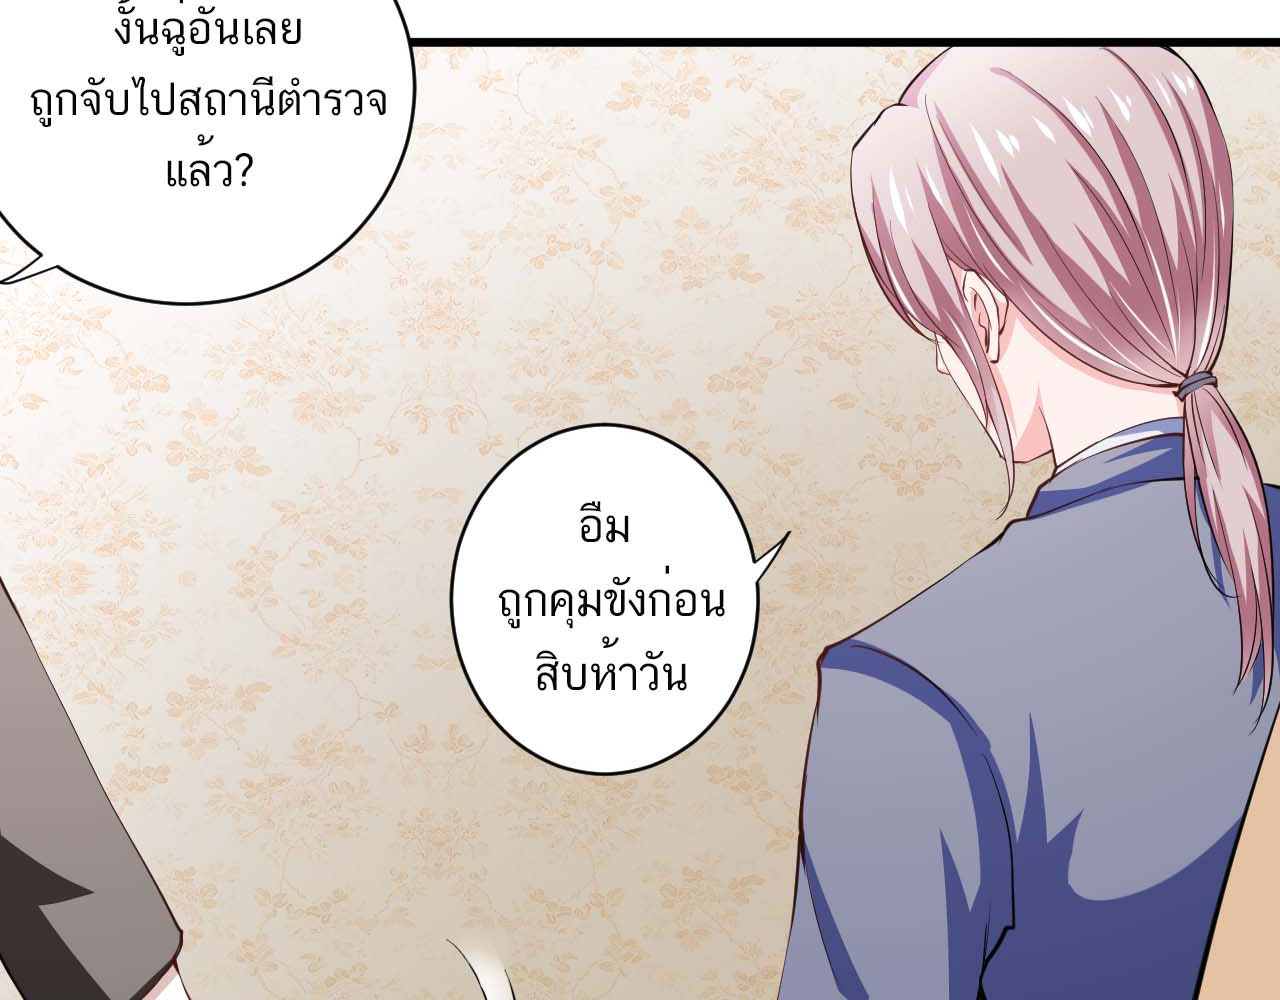 งั้นฉู่อันเลย
ถูกจับไปสถานีตำรวจ
แล้ว?
อืม
ถูกคุมขังก่อน
สิบห้าวัน